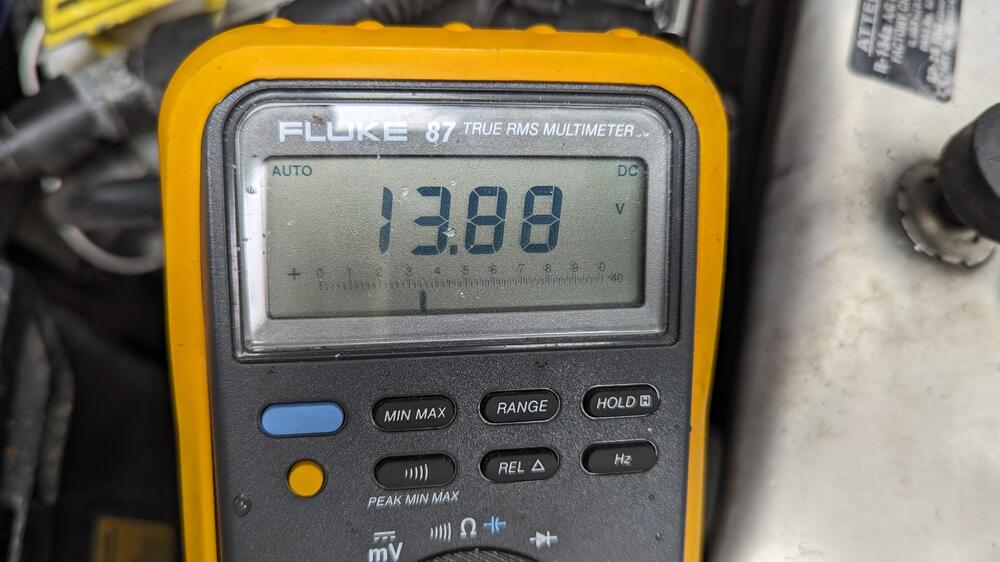 FLUKE 87 TRUE RMS MULTIMETER
AUTO DC
13.88 V
+ 0 1 2 3 4 5 6 7 8 9 0 40
MIN MAX RANGE HOLD H
REL △ Hz
PEAK MIN MAX
mV Ω